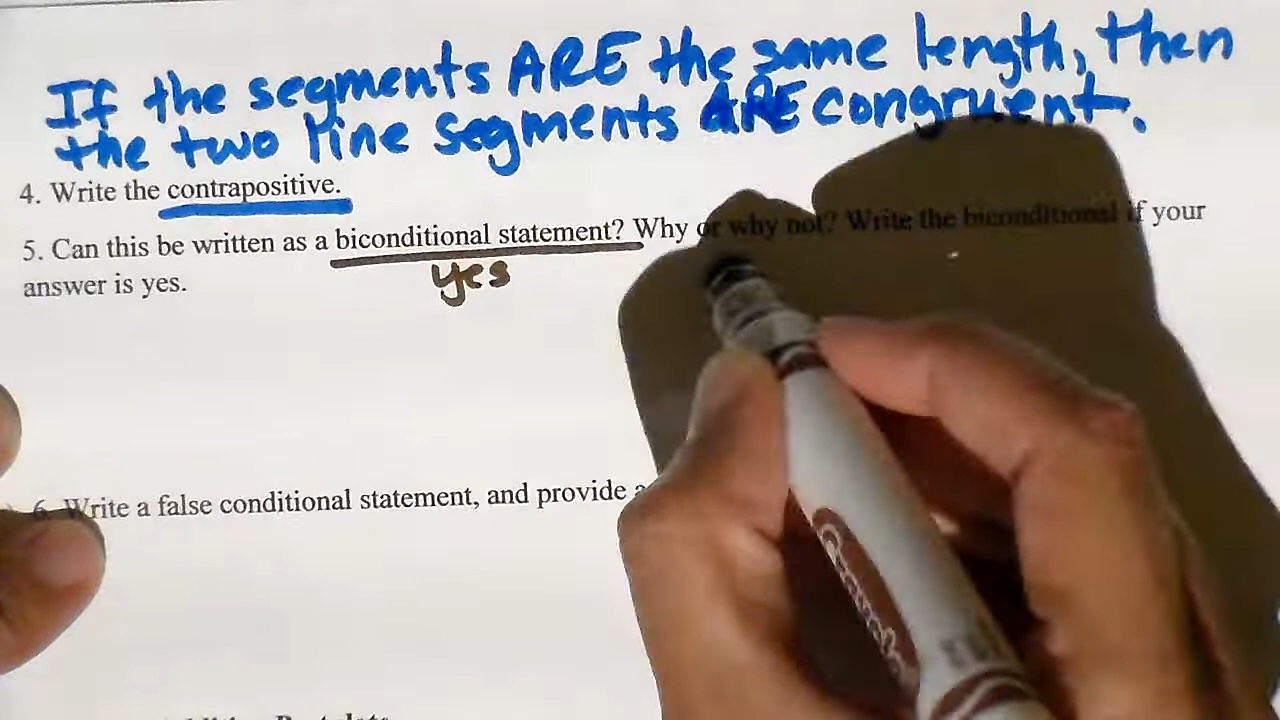 If the segments ARE the same length, then
the two line segments ARE congruent.
4. Write the contrapositive.
5. Can this be written as a biconditional statement? Why or why not? Write the biconditional if your
answer is yes.
yes
6. Write a false conditional statement, and provide